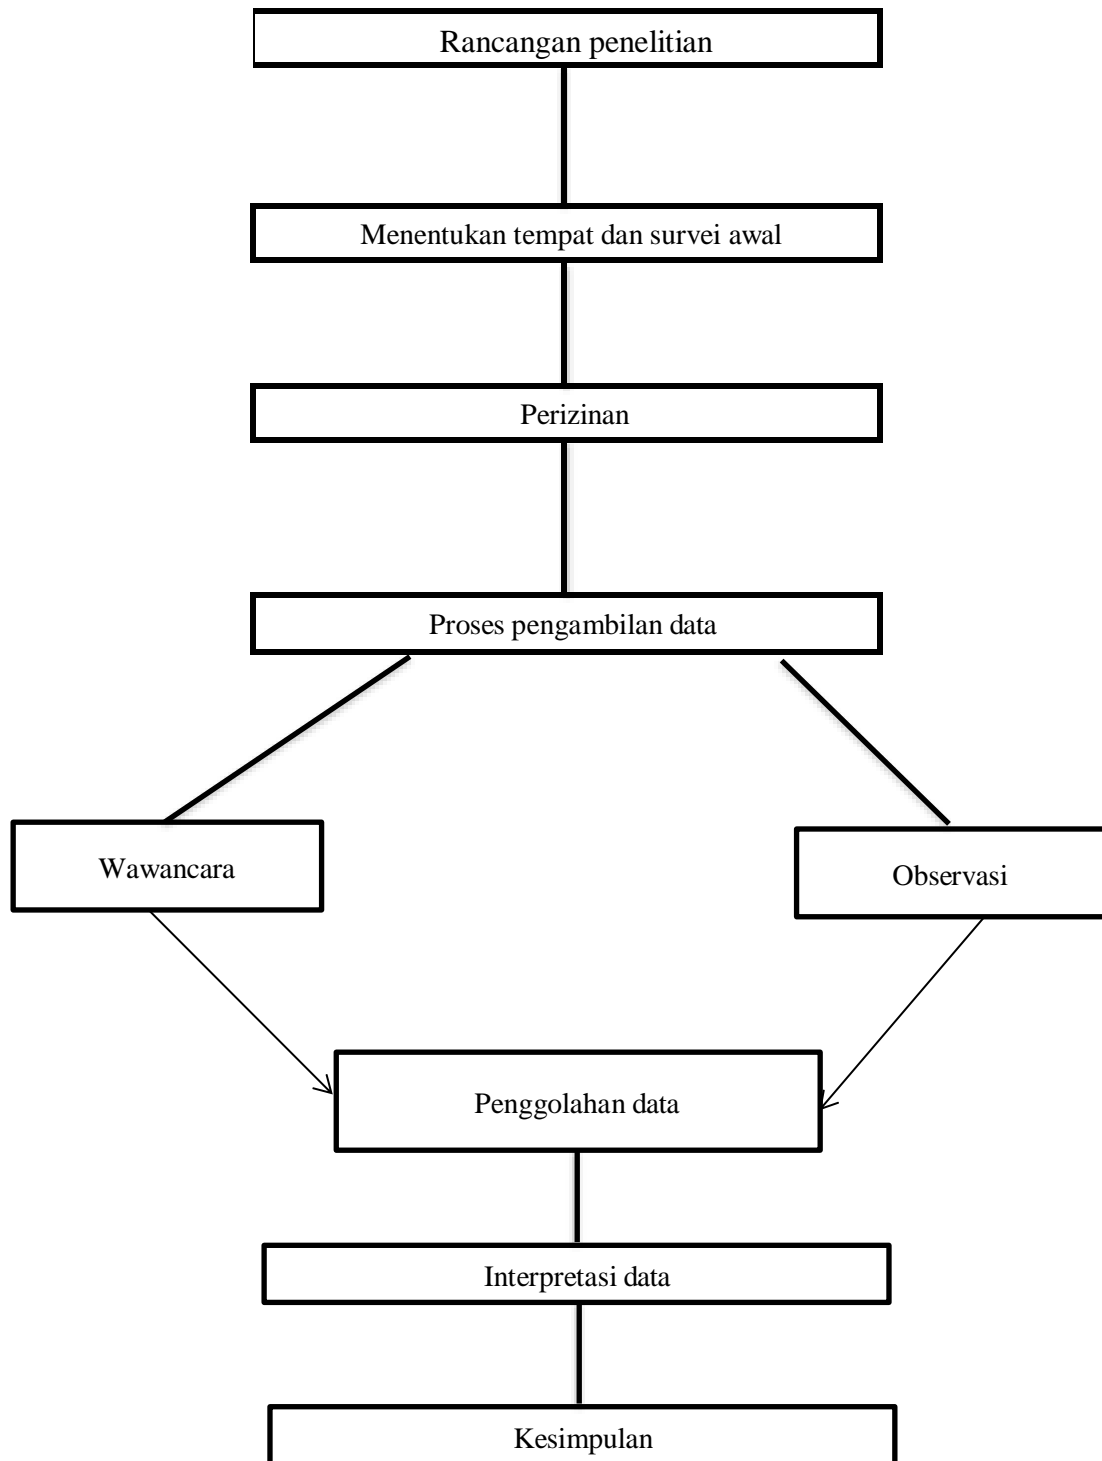 Rancangan penelitian
Menentukan tempat dan survei awal
Perizinan
Proses pengambilan data
Wawancara
Observasi
Penggolahan data
Interpretasi data
Kesimpulan